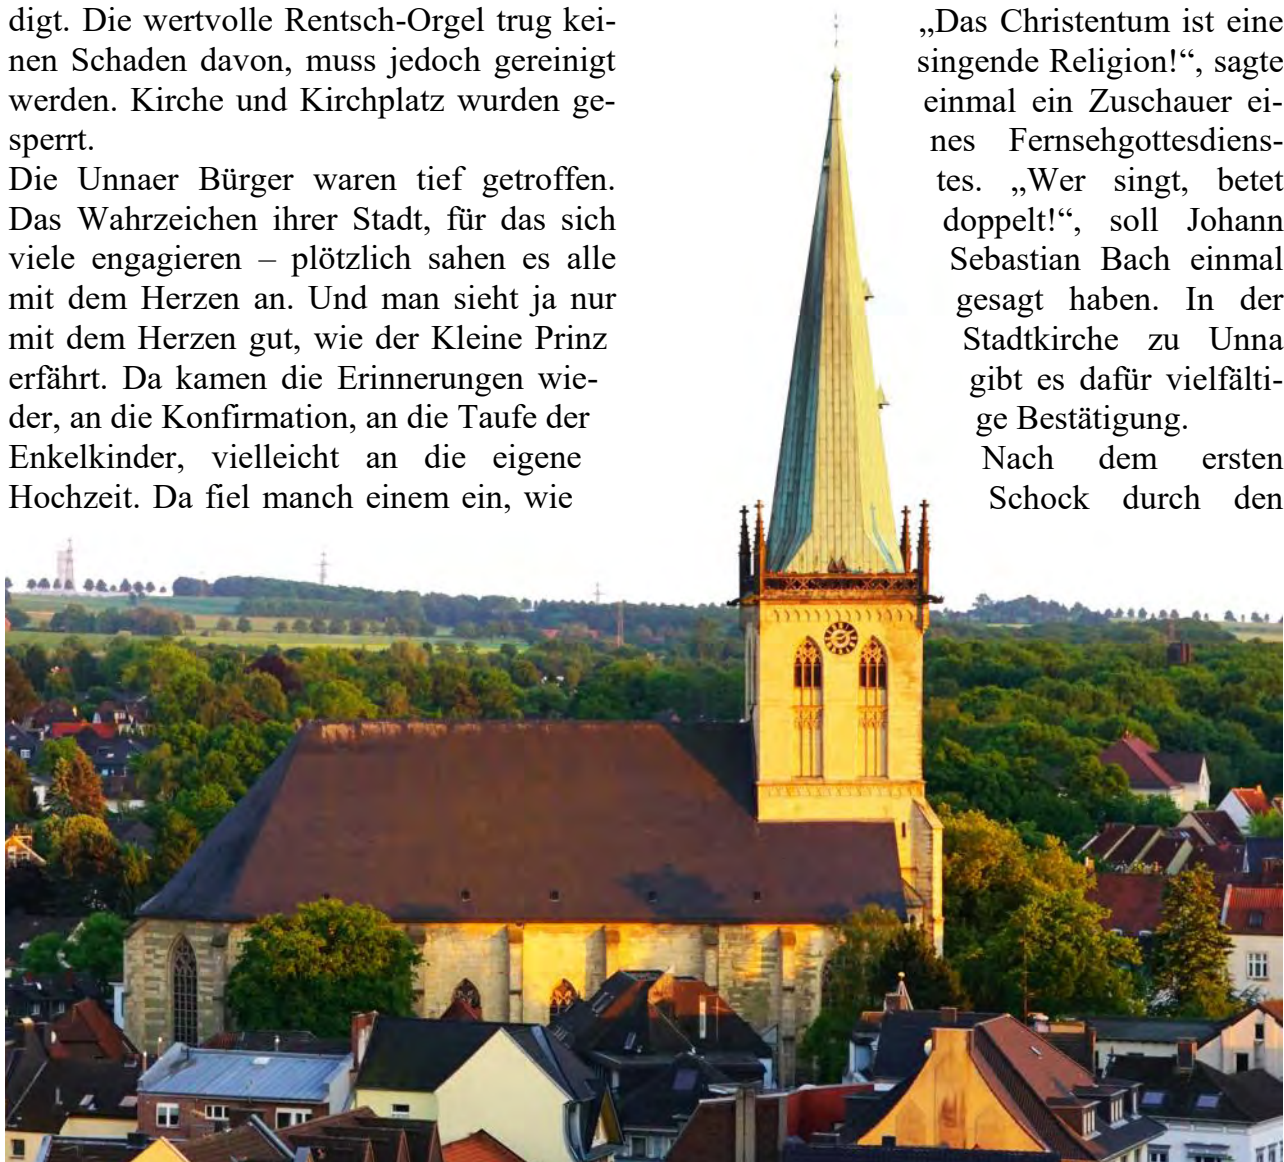 digt. Die wertvolle Rentsch-Orgel trug kei-
nen Schaden davon, muss jedoch gereinigt
werden. Kirche und Kirchplatz wurden ge-
sperrt.
Die Unnaer Bürger waren tief getroffen.
Das Wahrzeichen ihrer Stadt, für das sich
viele engagieren – plötzlich sahen es alle
mit dem Herzen an. Und man sieht ja nur
mit dem Herzen gut, wie der Kleine Prinz
erfährt. Da kamen die Erinnerungen wie-
der, an die Konfirmation, an die Taufe der
Enkelkinder, vielleicht an die eigene
Hochzeit. Da fiel manch einem ein, wie
„Das Christentum ist eine
singende Religion!“, sagte
einmal ein Zuschauer ei-
nes Fernsehgottesdiens-
tes. „Wer singt, betet
doppelt!“, soll Johann
Sebastian Bach einmal
gesagt haben. In der
Stadtkirche zu Unna
gibt es dafür vielfälti-
ge Bestätigung.
Nach dem ersten
Schock durch den